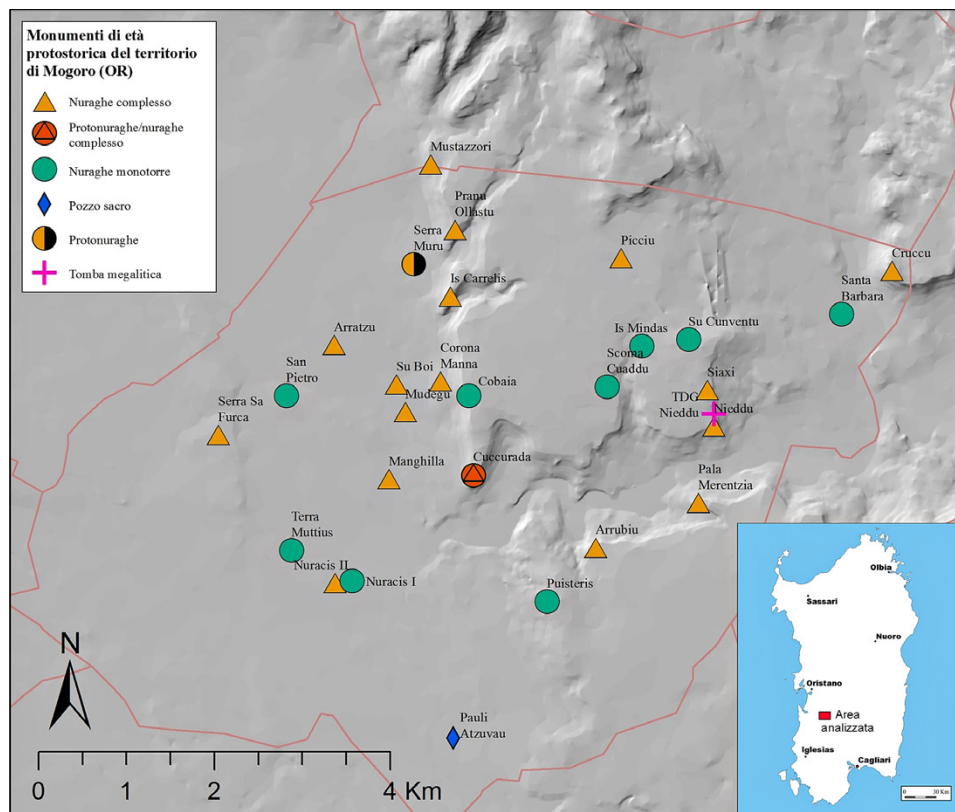 Monumenti di età
protostorica del territorio
di Mogoro (OR)
Nuraghe complesso
Protonuraghe/nuraghe
complesso
Nuraghe monotorre
Pozzo sacro
Protonuraghe
Tomba megalitica
Mustazzori
Pranu
Ollastu
Serra
Muru
Picciu
Cruccu
Is Carrelis
Santa
Barbara
Su Cunventu
Is Mindas
Arratzu
Corona
Manna
Scoma
Cuaddu
San
Pietro
Su Boi
Cobaia
Siaxi
Mudegu
TDG
Nieddu
Nieddu
Serra Sa
Furca
Cuccurada
Manghilla
Pala
Merentzia
Terra
Muttius
Arrubiu
Nuracis II
Nuracis I
Puisteris
Pauli
Atzuvau
N
0 2 4 Km
Olbia
Sassari
Nuoro
Oristano
Area
analizzata
Iglesias
Cagliari
0 30 Km